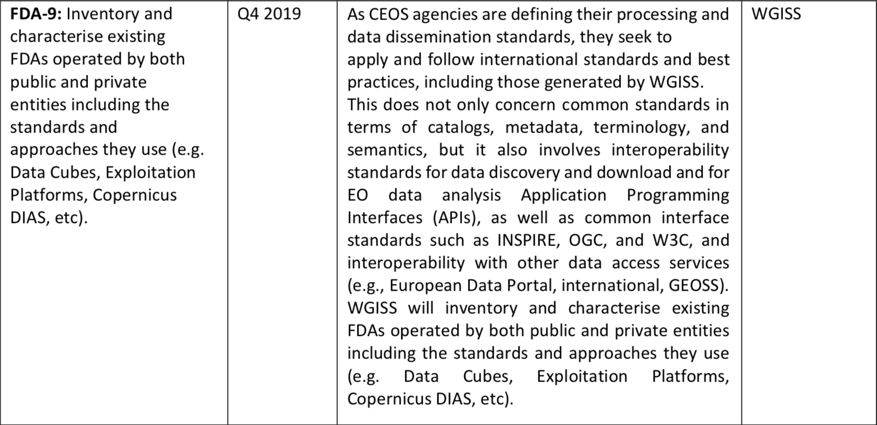 FDA-9: Inventory and
characterise existing
FDAs operated by both
public and private
entities including the
standards and
approaches they use (e.g.
Data Cubes, Exploitation
Platforms, Copernicus
DIAS, etc).
Q4 2019
As CEOS agencies are defining their processing and
data dissemination standards, they seek to
apply and follow international standards and best
practices, including those generated by WGISS.
This does not only concern common standards in
terms of catalogs, metadata, terminology, and
semantics, but it also involves interoperability
standards for data discovery and download and for
EO data analysis Application Programming
Interfaces (APIs), as well as common interface
standards such as INSPIRE, OGC, and W3C, and
interoperability with other data access services
(e.g., European Data Portal, international, GEOSS).
WGISS will inventory and characterise existing
FDAs operated by both public and private entities
including the standards and approaches they use
(e.g. Data Cubes, Exploitation Platforms,
Copernicus DIAS, etc).
WGISS